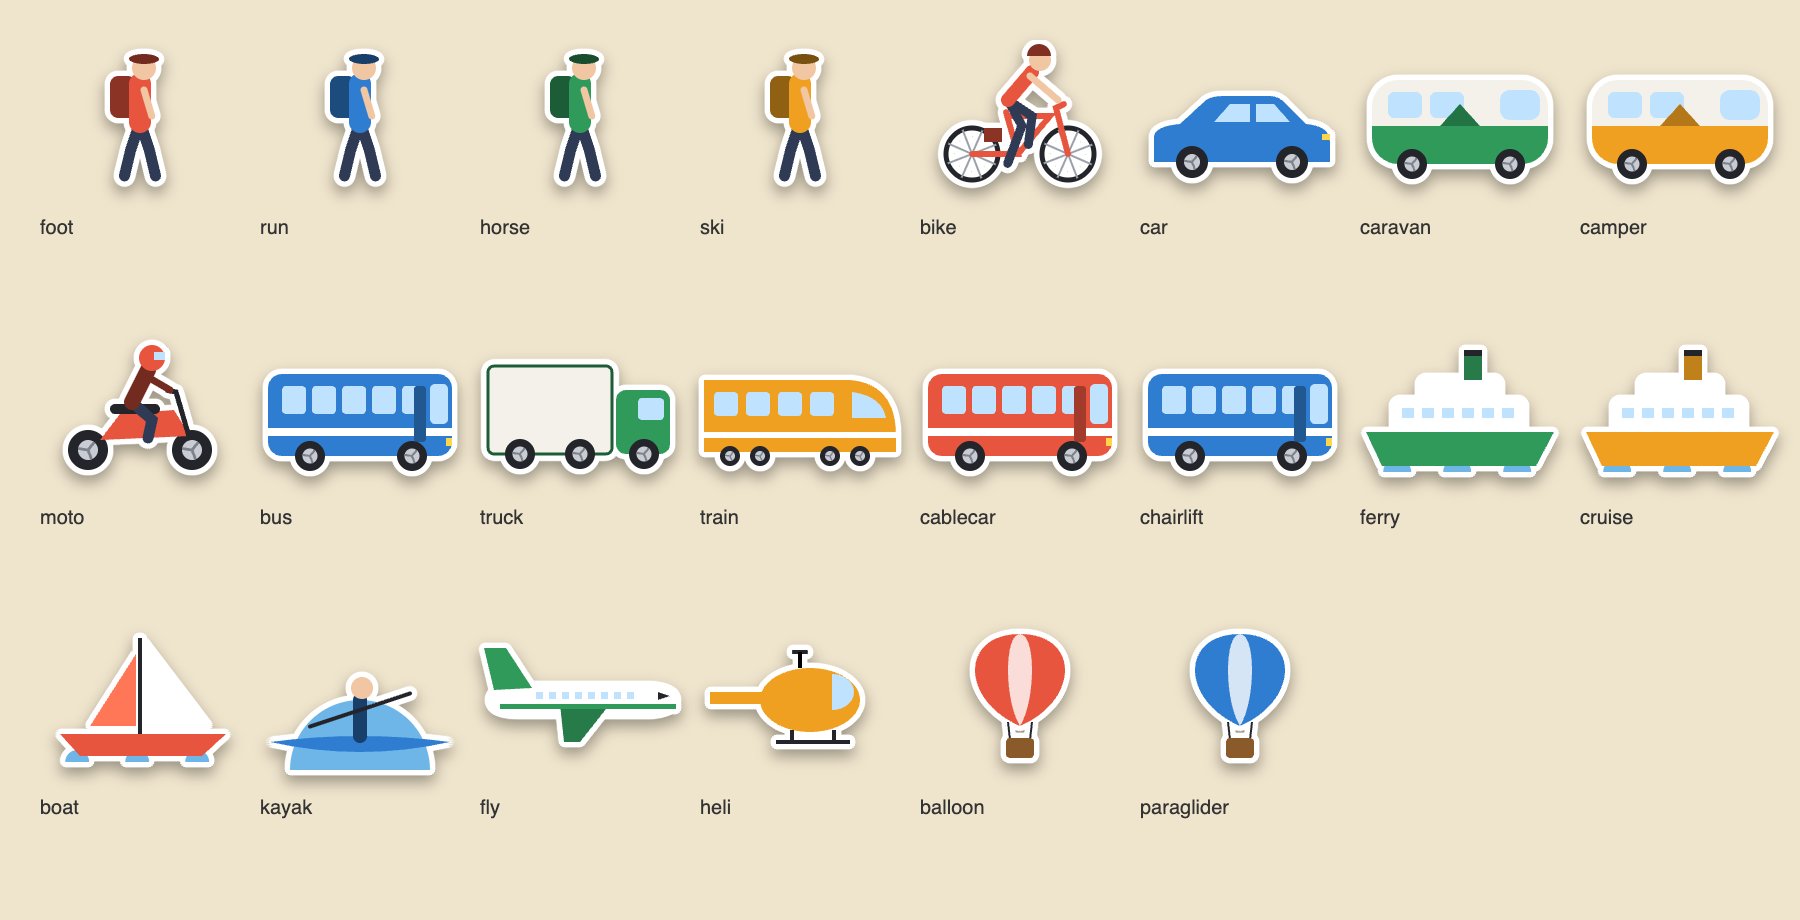 foot run horse ski bike car caravan camper
moto bus truck train cablecar chairlift ferry cruise
boat kayak fly heli balloon paraglider